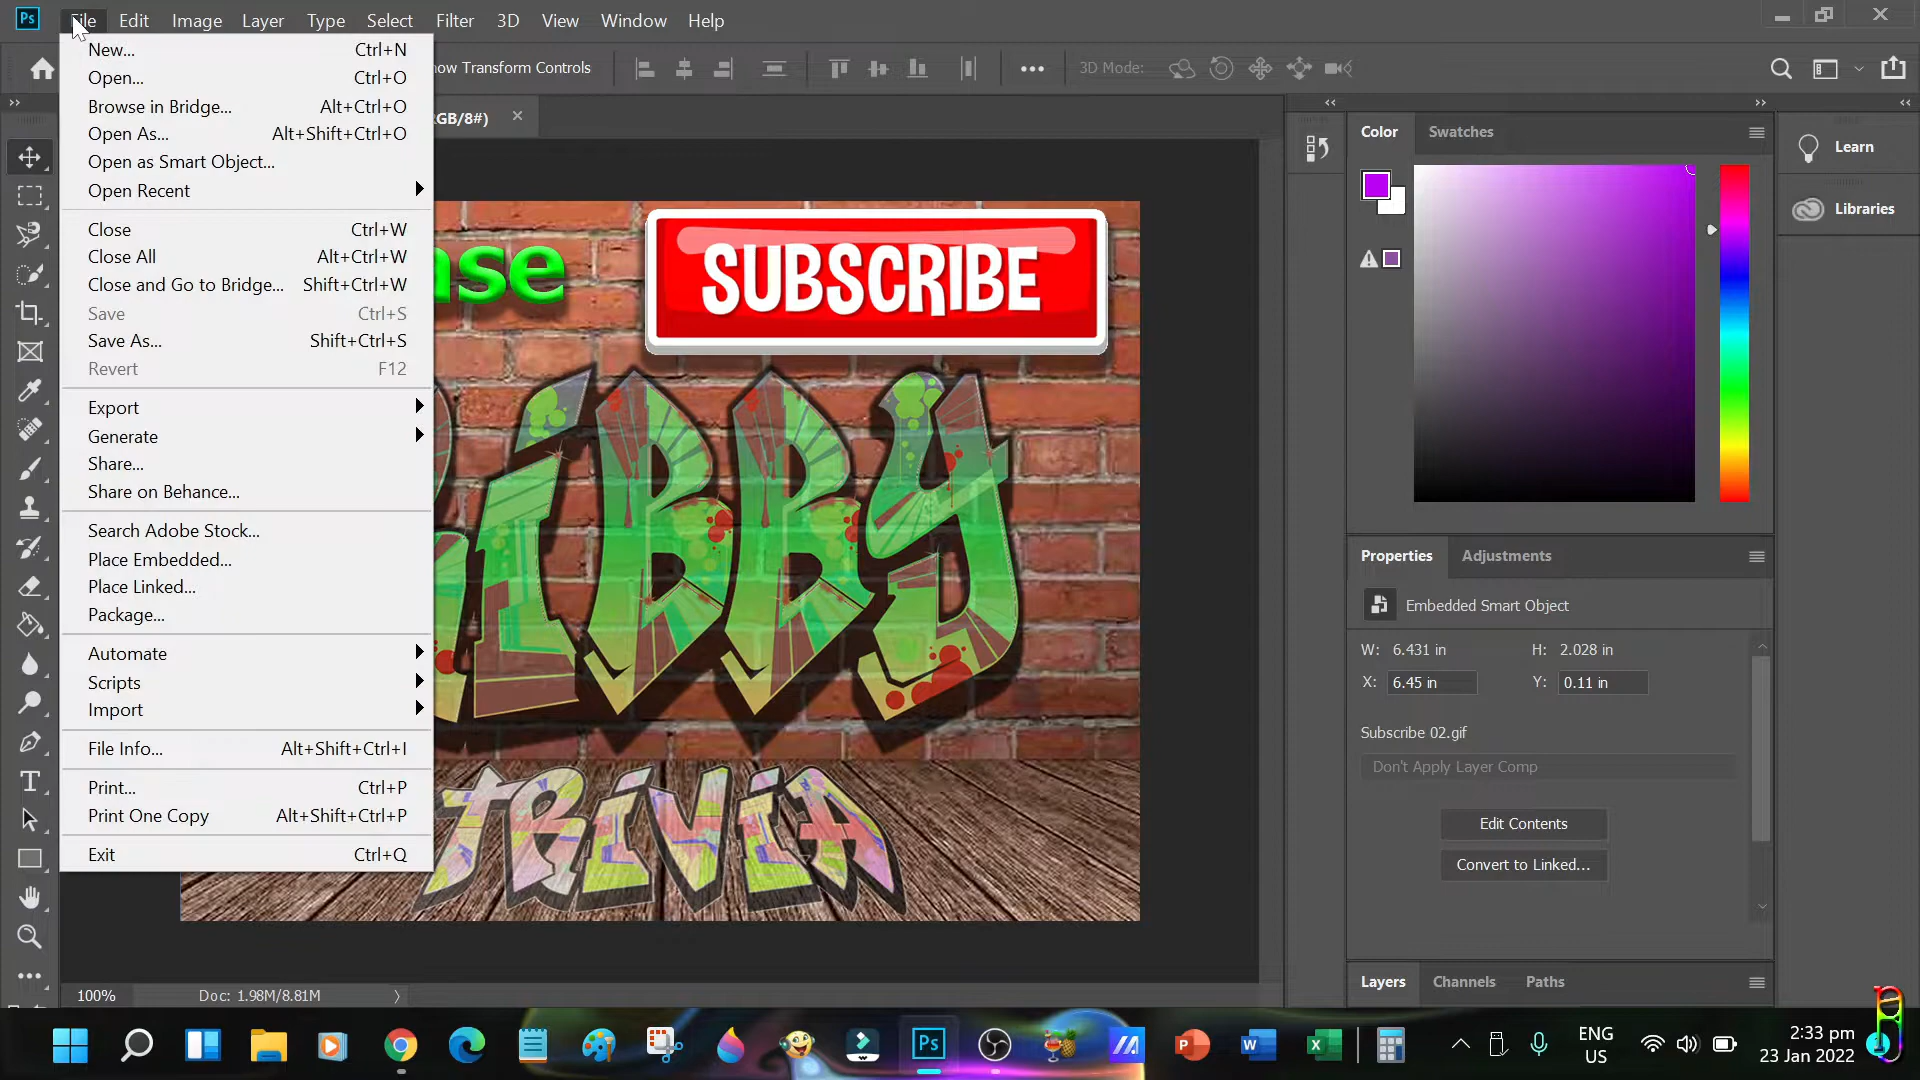 Ps File Edit Image Layer Type Select Filter 3D View Window Help
New... Ctrl+N
Open... Ctrl+O
Browse in Bridge... Alt+Ctrl+O
Open As... Alt+Shift+Ctrl+O
Open as Smart Object...
Open Recent
Close Ctrl+W
Close All Alt+Ctrl+W
Close and Go to Bridge... Shift+Ctrl+W
Save Ctrl+S
Save As... Shift+Ctrl+S
Revert F12
Export
Generate
Share...
Share on Behance...
Search Adobe Stock...
Place Embedded...
Place Linked...
Package...
Automate
Scripts
Import
File Info... Alt+Shift+Ctrl+I
Print... Ctrl+P
Print One Copy Alt+Shift+Ctrl+P
Exit Ctrl+Q
how Transform Controls
3D Mode:
GB/8#)
ase
SUBSCRIBE
iBBY
TRiViA
Color Swatches
Learn
Libraries
Properties Adjustments
Embedded Smart Object
W: 6.431 in H: 2.028 in
X: 6.45 in Y: 0.11 in
Subscribe 02.gif
Don't Apply Layer Comp
Edit Contents
Convert to Linked...
Layers Channels Paths
100% Doc: 1.98M/8.81M
Ps
P
W
X
ENG
US
2:33 pm
23 Jan 2022